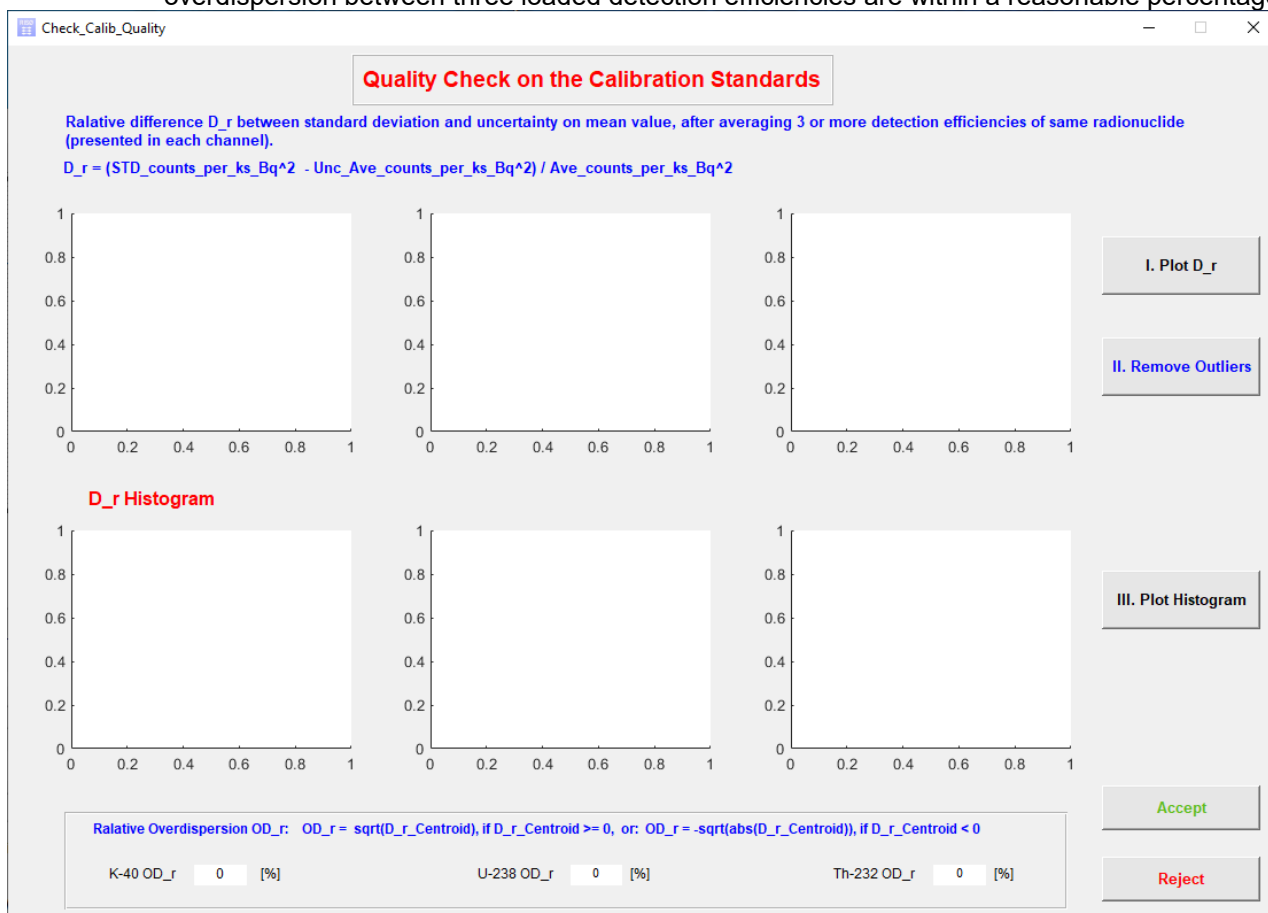 overdispersion between three loaded detection efficiencies are within a reasonable percentage
Check_Calib_Quality
Quality Check on the Calibration Standards
Ralative difference D_r between standard deviation and uncertainty on mean value, after averaging 3 or more detection efficiencies of same radionuclide
(presented in each channel).
D_r = (STD_counts_per_ks_Bq^2 - Unc_Ave_counts_per_ks_Bq^2) / Ave_counts_per_ks_Bq^2
1 1 1
0.8 0.8 0.8
I. Plot D_r
0.6 0.6 0.6
0.4 0.4 0.4
II. Remove Outliers
0.2 0.2 0.2
0 0 0
0 0.2 0.4 0.6 0.8 1 0 0.2 0.4 0.6 0.8 1 0 0.2 0.4 0.6 0.8 1
D_r Histogram
1 1 1
0.8 0.8 0.8
III. Plot Histogram
0.6 0.6 0.6
0.4 0.4 0.4
0.2 0.2 0.2
0 0 0
0 0.2 0.4 0.6 0.8 1 0 0.2 0.4 0.6 0.8 1 0 0.2 0.4 0.6 0.8 1
Accept
Ralative Overdispersion OD_r: OD_r = sqrt(D_r_Centroid), if D_r_Centroid >= 0, or: OD_r = -sqrt(abs(D_r_Centroid)), if D_r_Centroid < 0
K-40 OD_r 0 [%] U-238 OD_r 0 [%] Th-232 OD_r 0 [%]
Reject